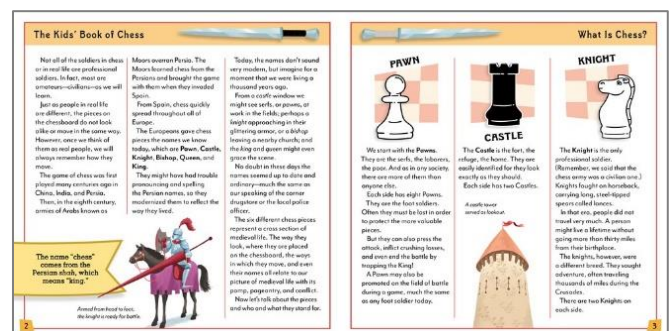 The Kids' Book of Chess
Not all of the soldiers in chess
or in real life are professional
soldiers. In fact, most are
amateurs—civilians—as we will
learn.
Just as people in real life
are different, the pieces on
the chessboard do not look
alike or move in the same way.
However, once we think of
them as real people, we will
always remember how they
move.
The game of chess was first
played many centuries ago in
China, India, and Persia.
Then, in the eighth century,
armies of Arabs known as
The name "chess"
comes from the
Persian shah, which
means "king."
Moors overran Persia. The
Moors learned chess from the
Persians and brought the game
with them when they invaded
Spain.
From Spain, chess quickly
spread throughout all of
Europe.
The Europeans gave chess
pieces the names we know
today, which are Pawn, Castle,
Knight, Bishop, Queen, and
King.
They might have had trouble
pronouncing and spelling
the Persian names, so they
modernized them to reflect the
way they lived.
Armed from head to foot,
the knight is ready for battle.
Today, the names don't sound
very modern, but imagine for a
moment that we were living a
thousand years ago.
From a castle window we
might see serfs, or pawns, at
work in the fields; perhaps a
knight approaching in their
glittering armor, or a bishop
leaving a nearby church; and
the king and queen might even
grace the scene.
No doubt in these days the
names seemed up to date and
ordinary—much the same as
our speaking of the corner
drugstore or the local police
officer.
The six different chess pieces
represent a cross section of
medieval life. The way they
look, where they are placed
on the chessboard, the ways
in which they move, and even
their names all relate to our
picture of medieval life with its
pomp, pageantry, and conflict.
Now let's talk about the pieces
and who and what they stand for.
2
What Is Chess?
PAWN
We start with the Pawns.
They are the serfs, the laborers,
the poor. And as in any society,
there are more of them than
anyone else.
Each side has eight Pawns.
They are the foot soldiers.
Often they must be lost in order
to protect the more valuable
pieces.
But they can also press the
attack, inflict crushing losses,
and even end the battle by
trapping the King!
A Pawn may also be
promoted on the field of battle
during a game, much the same
as any foot soldier today.
CASTLE
The Castle is the fort, the
refuge, the home. They are
easily identified for they look
exactly as they should.
Each side has two Castles.
A castle tower
served as lookout.
KNIGHT
The Knight is the only
professional soldier.
(Remember, we said that the
chess army was a civilian one.)
Knights fought on horseback,
carrying long, steel-tipped
spears called lances.
In that era, people did not
travel very much. A person
might live a lifetime without
going more than thirty miles
from their birthplace.
The knights, however, were
a different breed. They sought
adventure, often traveling
thousands of miles during the
Crusades.
There are two Knights on
each side.
3